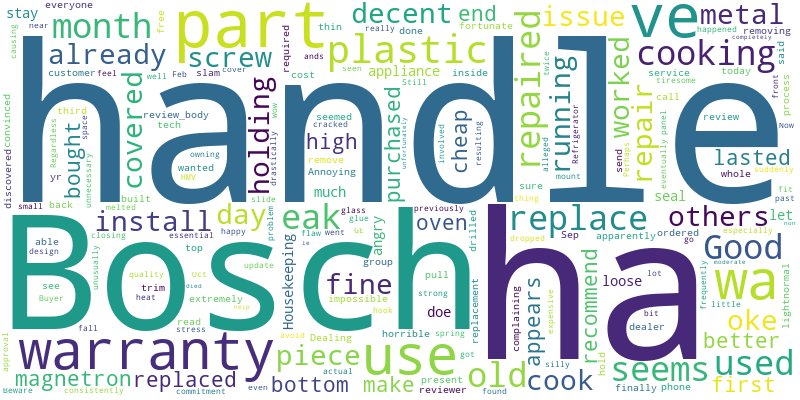 stay
everyone
month
free
part
decent
end
issue
ve
metal
causing
thin
really
done
fortunate
happened
removing
completely
already
screw
required
ands
plastic
repaired
cooking
said
customer
feel
well
Feb
slam
cover
cost
seen
appliance
inside
Still
twice
service
today
tiresome
convinced
Regardless
third
covered
review_body
Wow
holding
seemed
cracked
purchased
unfortunately
cheap
involved
resulting
running
Worked
call
front
process
discovered
bought
space
tech
drastically
high
remove
alleged
Refrigerator
repair
review
Now
unnecessary
yr
owning
wanted
HWV
Annoying
mount
send
Perhaps
eventually
panel
suddenly
handle
small
back
built
melted
slide
much
sure
thing
lasted
whole
seal
fit
past
install
day
eak
glass
glue
Gt
previously
oven
drilled
replace
others
let
non
able
design
closing
essential
happy
problem
flaw
went
le
angry
group
Sep
apparently
ordered
go
especially
Bosch
ha
top
update
Housekeeping
fine
doe
appears
dropped
loose
lot
wa
Good
see
Buyer
unusually
quality
trim
heat
Oct
died
extremely
impossible
hook
pull
strong
replacement
complaining
expensive
recommend
silly
bit
dealer
oke
frequently
little
lightnormal
moderate
better
approval
fall
read
stress
naip
avoid
Dealing
actual
horrible
spring
got
hold
warranty
piece
use
seems
used
Beware
magnetron
consistently
replaced
commitment
even
bottom
make
present
reviewer
old
found
cook
finally
phone
first